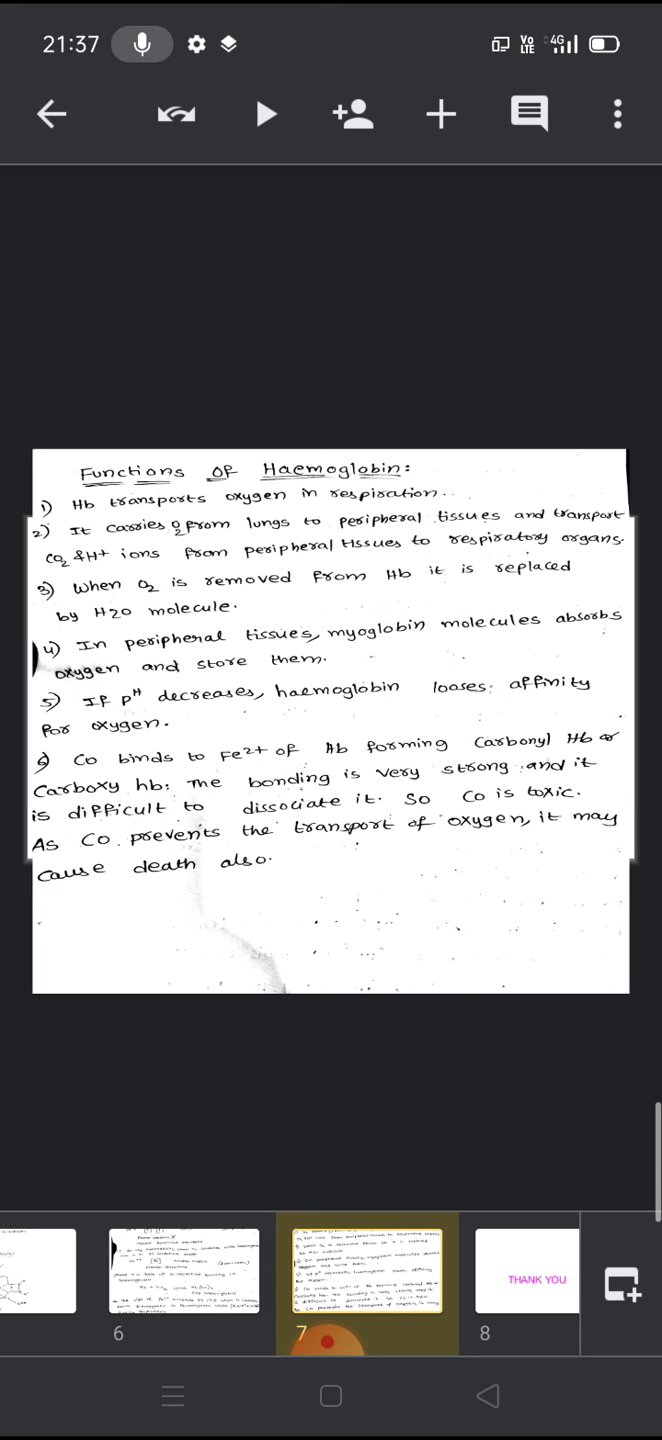 21:37
Vo LTE 4G
Functions Of Haemoglobin:
1) Hb transports oxygen in respiration..
2) It carries O2 from lungs to peripheral tissues and transport
CO2 & H+ ions from peripheral tissues to respiratory organs.
3) When O2 is removed from Hb it is replaced
by H2O molecule.
4) In peripheral tissues, myoglobin molecules absorbs
oxygen and store them.
5) If pH decreases, haemoglobin looses affinity
for oxygen.
6) Co binds to Fe2+ of Hb forming Carbonyl Hb or
Carboxy hb: The bonding is very strong and it
is difficult to dissociate it. So Co is toxic.
As CO prevents the transport of oxygen, it may
cause death also.
THANK YOU
6
7
8